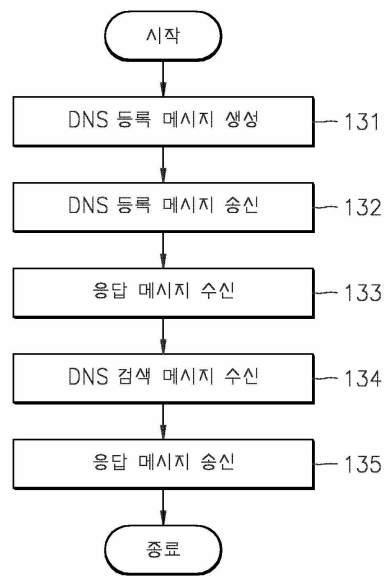 시작
DNS 등록 메시지 생성 131
DNS 등록 메시지 송신 132
응답 메시지 수신 133
DNS 검색 메시지 수신 134
응답 메시지 송신 135
종료